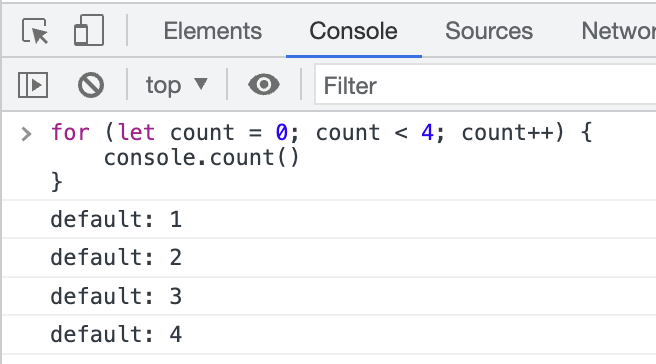 Elements Console Sources
top ▼ Filter
> for (let count = 0; count < 4; count++) {
    console.count()
}
default: 1
default: 2
default: 3
default: 4